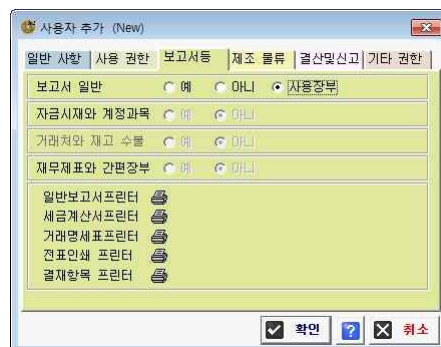 사용자 추가 (New)
일반 사항 사용 권한 보고서등 제조 물류 결산및신고 기타 권한
보고서 일반 예 아니 사용장부
자금시재와 계정과목 예 아니
거래처와 재고 수불 예 아니
재무제표와 간편장부 예 아니
일반보고서프린터
세금계산서프린터
거래명세표프린터
전표인쇄 프린터
결재항목 프린터
확인 ? 취소